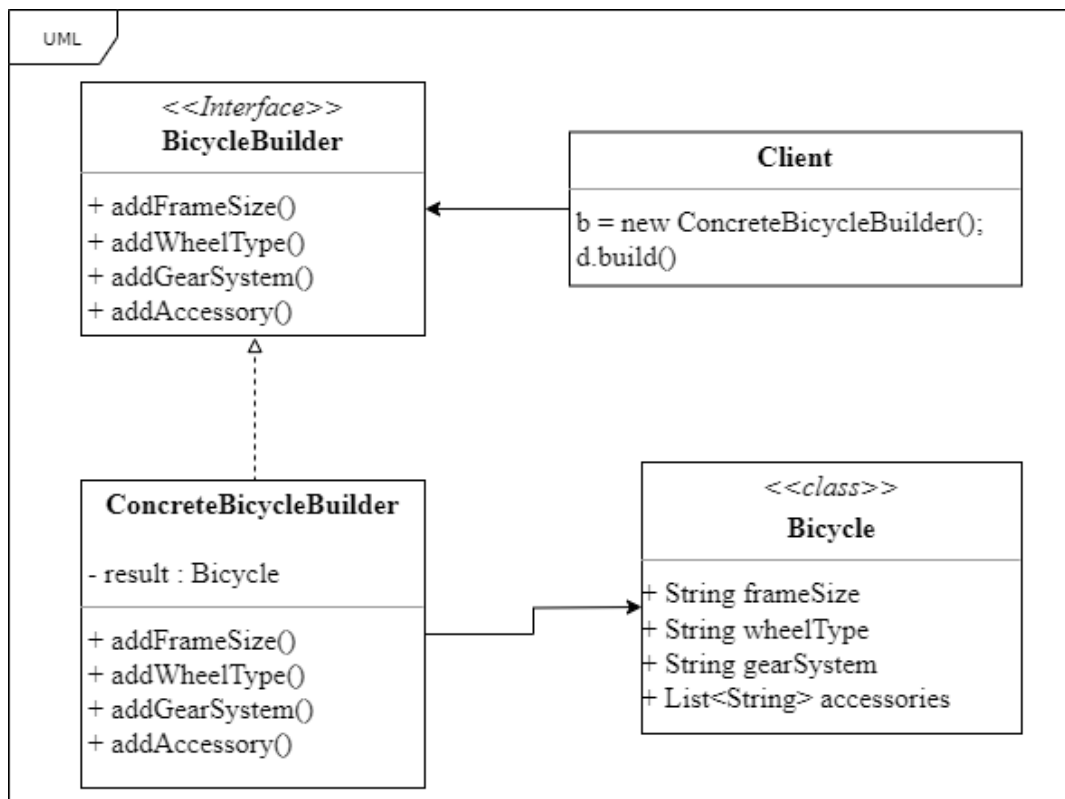 UML
<<Interface>>
BicycleBuilder
+ addFrameSize()
+ addWheelType()
+ addGearSystem()
+ addAccessory()
Client
b = new ConcreteBicycleBuilder();
d.build()
ConcreteBicycleBuilder
- result : Bicycle
+ addFrameSize()
+ addWheelType()
+ addGearSystem()
+ addAccessory()
<<class>>
Bicycle
+ String frameSize
+ String wheelType
+ String gearSystem
+ List<String> accessories